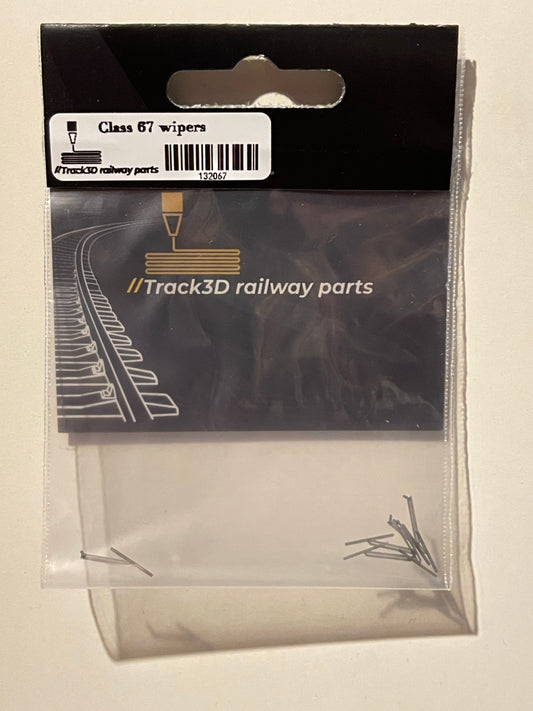 Class 67 wipers
//Track3D railway parts
132067
//Track3D railway parts